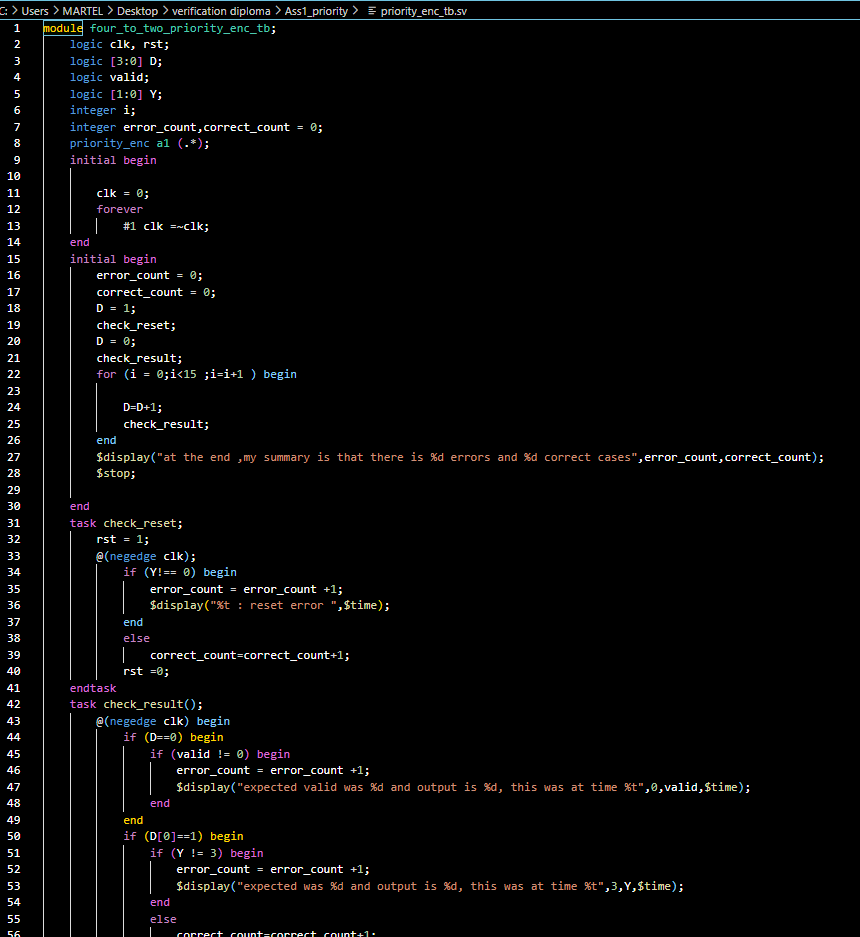 C: > Users > MARTEL > Desktop > verification diploma > Ass1_priority > priority_enc_tb.sv
1 module four_to_two_priority_enc_tb;
2 logic clk, rst;
3 logic [3:0] D;
4 logic valid;
5 logic [1:0] Y;
6 integer i;
7 integer error_count,correct_count = 0;
8 priority_enc a1 (.*);
9 initial begin
10
11 clk = 0;
12 forever
13 #1 clk =~clk;
14 end
15 initial begin
16 error_count = 0;
17 correct_count = 0;
18 D = 1;
19 check_reset;
20 D = 0;
21 check_result;
22 for (i = 0;i<15 ;i=i+1 ) begin
23
24 D=D+1;
25 check_result;
26 end
27 $display("at the end ,my summary is that there is %d errors and %d correct cases",error_count,correct_count);
28 $stop;
29
30 end
31 task check_reset;
32 rst = 1;
33 @(negedge clk);
34 if (Y!== 0) begin
35 error_count = error_count +1;
36 $display("%t : reset error ",$time);
37 end
38 else
39 correct_count=correct_count+1;
40 rst =0;
41 endtask
42 task check_result();
43 @(negedge clk) begin
44 if (D==0) begin
45 if (valid != 0) begin
46 error_count = error_count +1;
47 $display("expected valid was %d and output is %d, this was at time %t",0,valid,$time);
48 end
49 end
50 if (D[0]==1) begin
51 if (Y != 3) begin
52 error_count = error_count +1;
53 $display("expected was %d and output is %d, this was at time %t",3,Y,$time);
54 end
55 else
56 correct_count=correct_count+1;